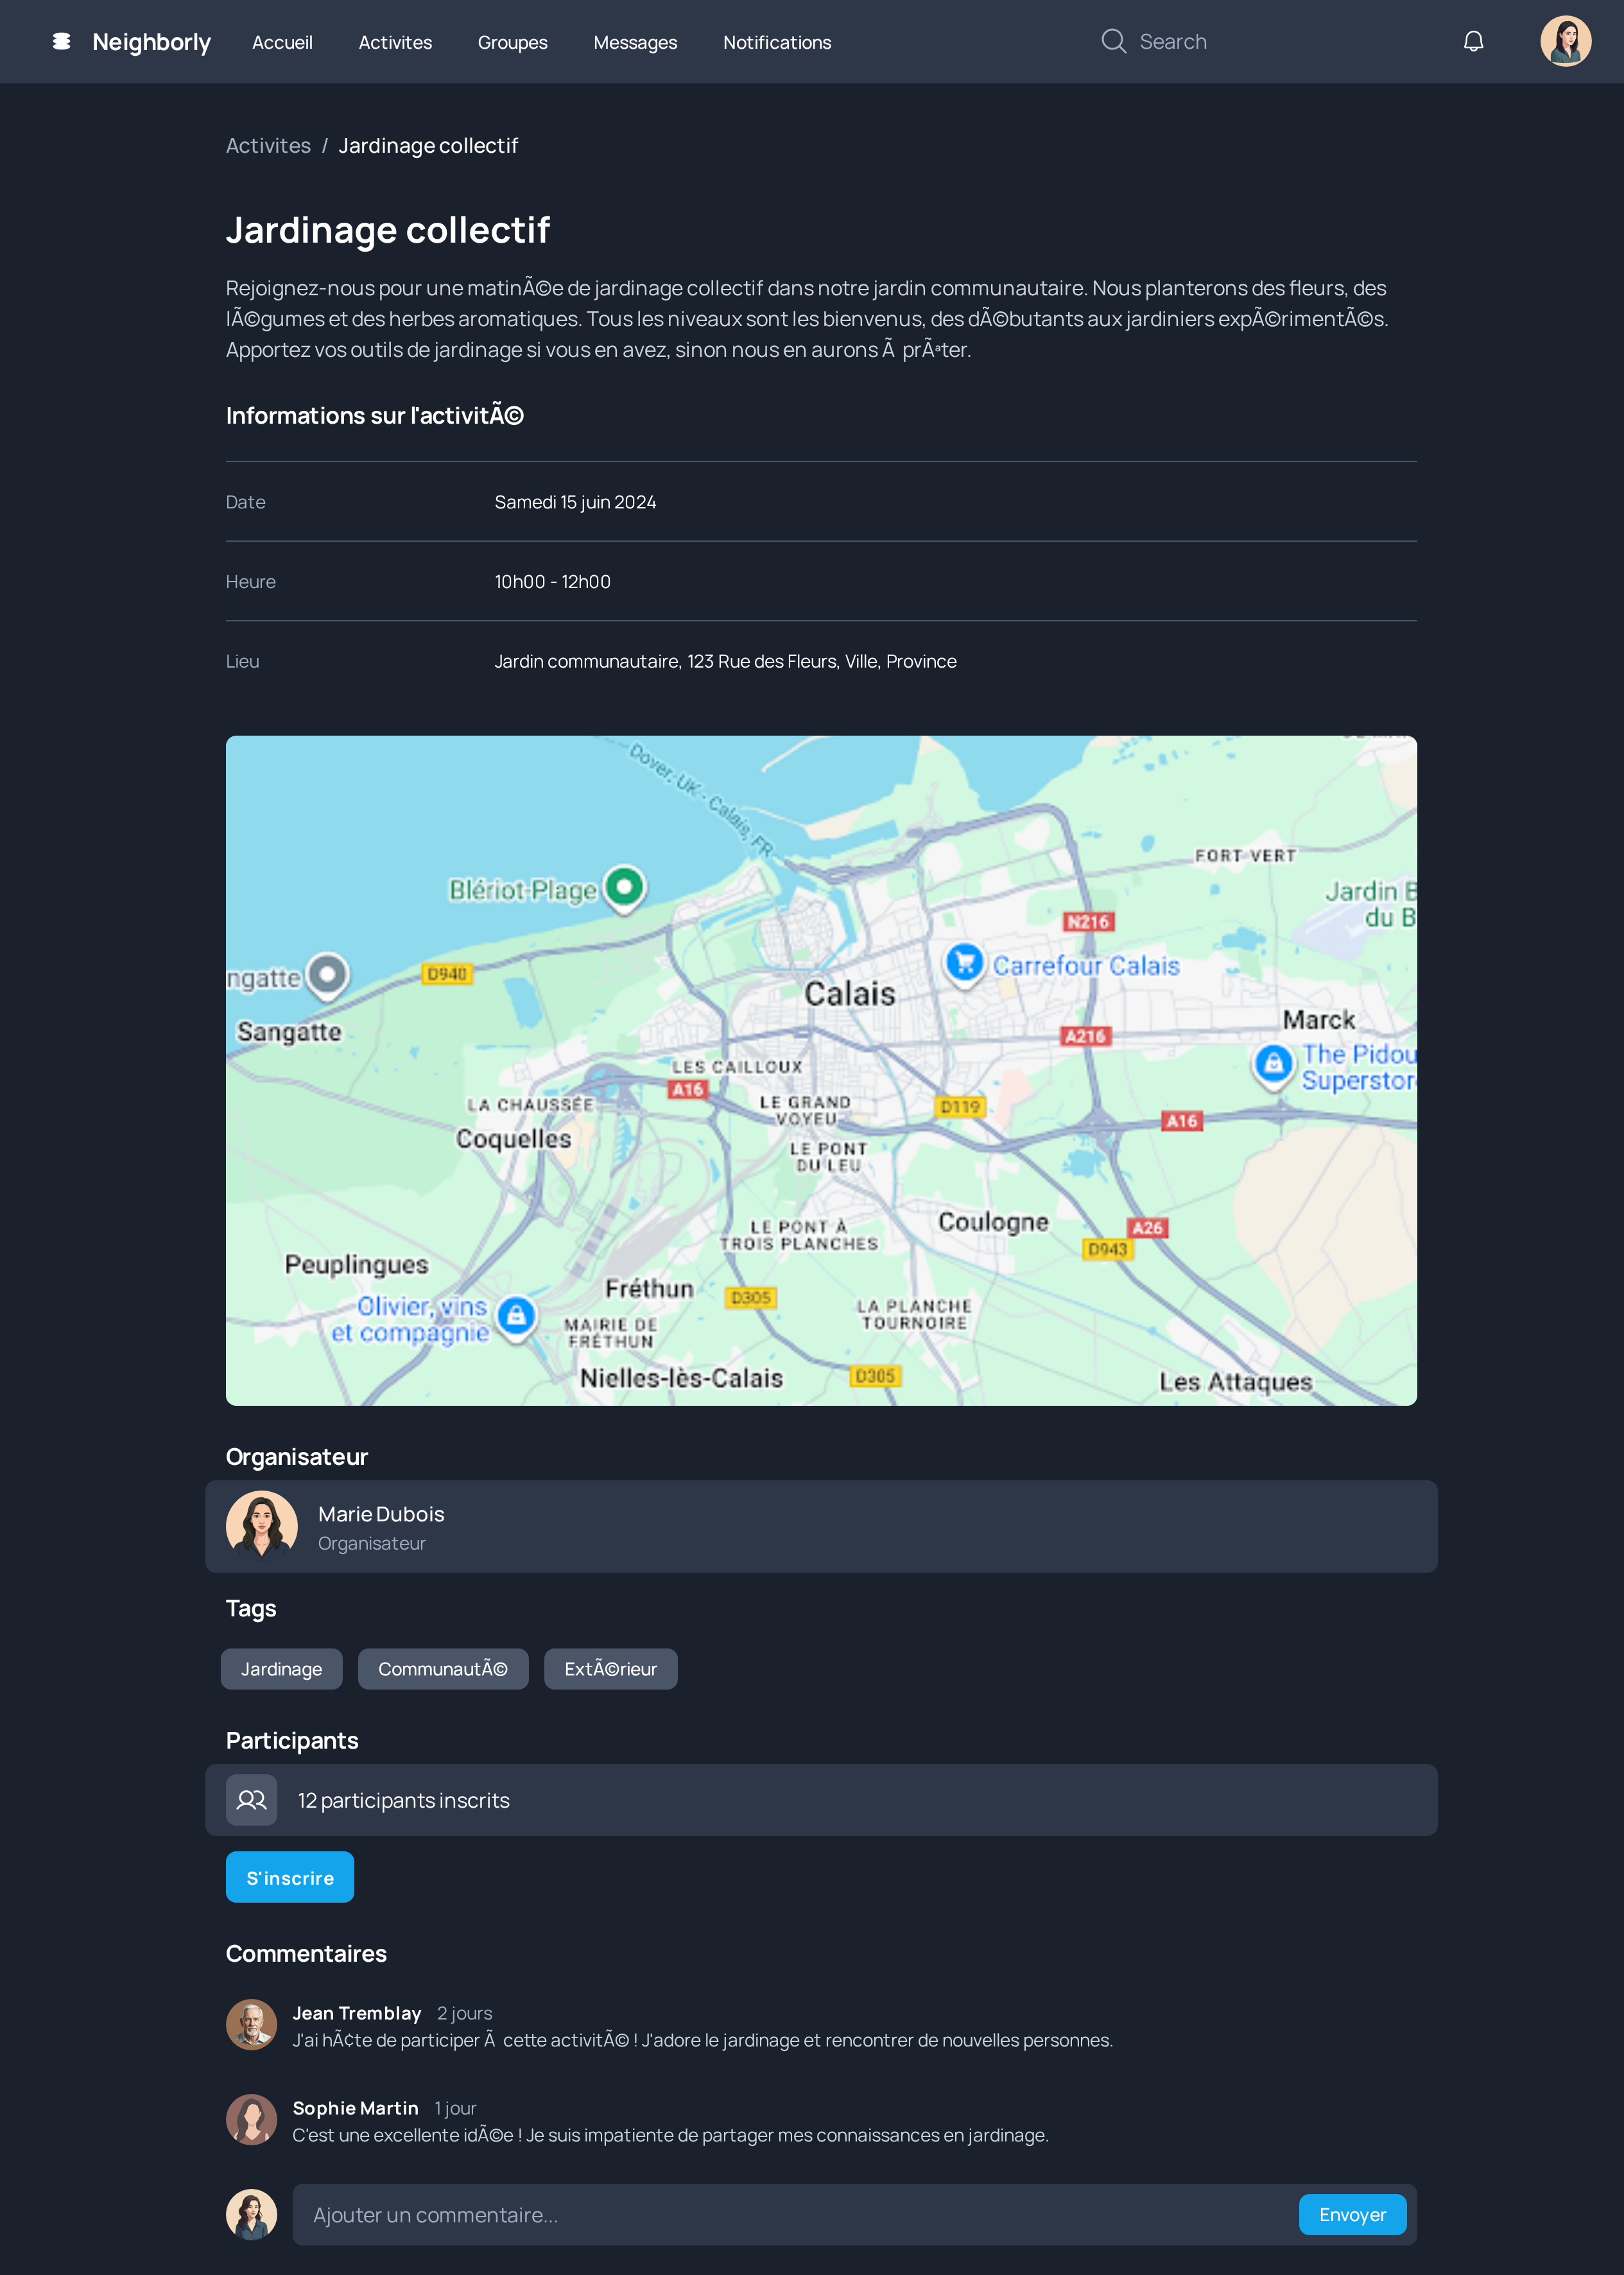 Neighborly Accueil Activites Groupes Messages Notifications Search
Activites / Jardinage collectif
Jardinage collectif
Rejoignez-nous pour une matinÃ©e de jardinage collectif dans notre jardin communautaire. Nous planterons des fleurs, des
lÃ©gumes et des herbes aromatiques. Tous les niveaux sont les bienvenus, des dÃ©butants aux jardiniers expÃ©rimentÃ©s.
Apportez vos outils de jardinage si vous en avez, sinon nous en aurons Ã  prÃªter.
Informations sur l'activitÃ©
Date Samedi 15 juin 2024
Heure 10h00 - 12h00
Lieu Jardin communautaire, 123 Rue des Fleurs, Ville, Province
Dover, UK - Calais, FR
FORT VERT
Blériot-Plage
Jardin B
du B
N216
ngatte
D940
Carrefour Calais
Calais
Sangatte
Marck
A216
The Pidou
Superstor
LES CAILLOUX
A16
LA CHAUSSÉE
LE GRAND
VOYEU
D119
A16
Coquelles
LE PONT
DU LEU
LE PONT À
TROIS PLANCHES
Coulogne
A26
D943
Peuplingues
Fréthun
D305
Olivier, vins
et compagnie
LA PLANCHE
TOURNOIRE
MAIRIE DE
FRÉTHUN
Nielles-lès-Calais
D305
Les Attaques
Organisateur
Marie Dubois
Organisateur
Tags
Jardinage CommunautÃ© ExtÃ©rieur
Participants
12 participants inscrits
S'inscrire
Commentaires
Jean Tremblay 2 jours
J'ai hÃ¢te de participer Ã  cette activitÃ© ! J'adore le jardinage et rencontrer de nouvelles personnes.
Sophie Martin 1 jour
C'est une excellente idÃ©e ! Je suis impatiente de partager mes connaissances en jardinage.
Ajouter un commentaire... Envoyer